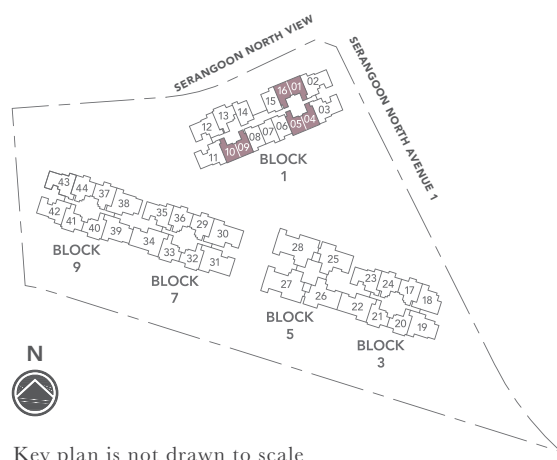 SERANGOON NORTH VIEW
SERANGOON NORTH AVENUE 1
16 01 02
15
14
13
12
03
05 04
06
07
08
10 09
11
BLOCK
1
43 44 37 38
42 41 40 39
BLOCK
9
35 36 29 30
34 33 32 31
BLOCK
7
28 25
27 26
BLOCK
5
23 24 17 18
22 21 20 19
BLOCK
3
N
Key plan is not drawn to scale